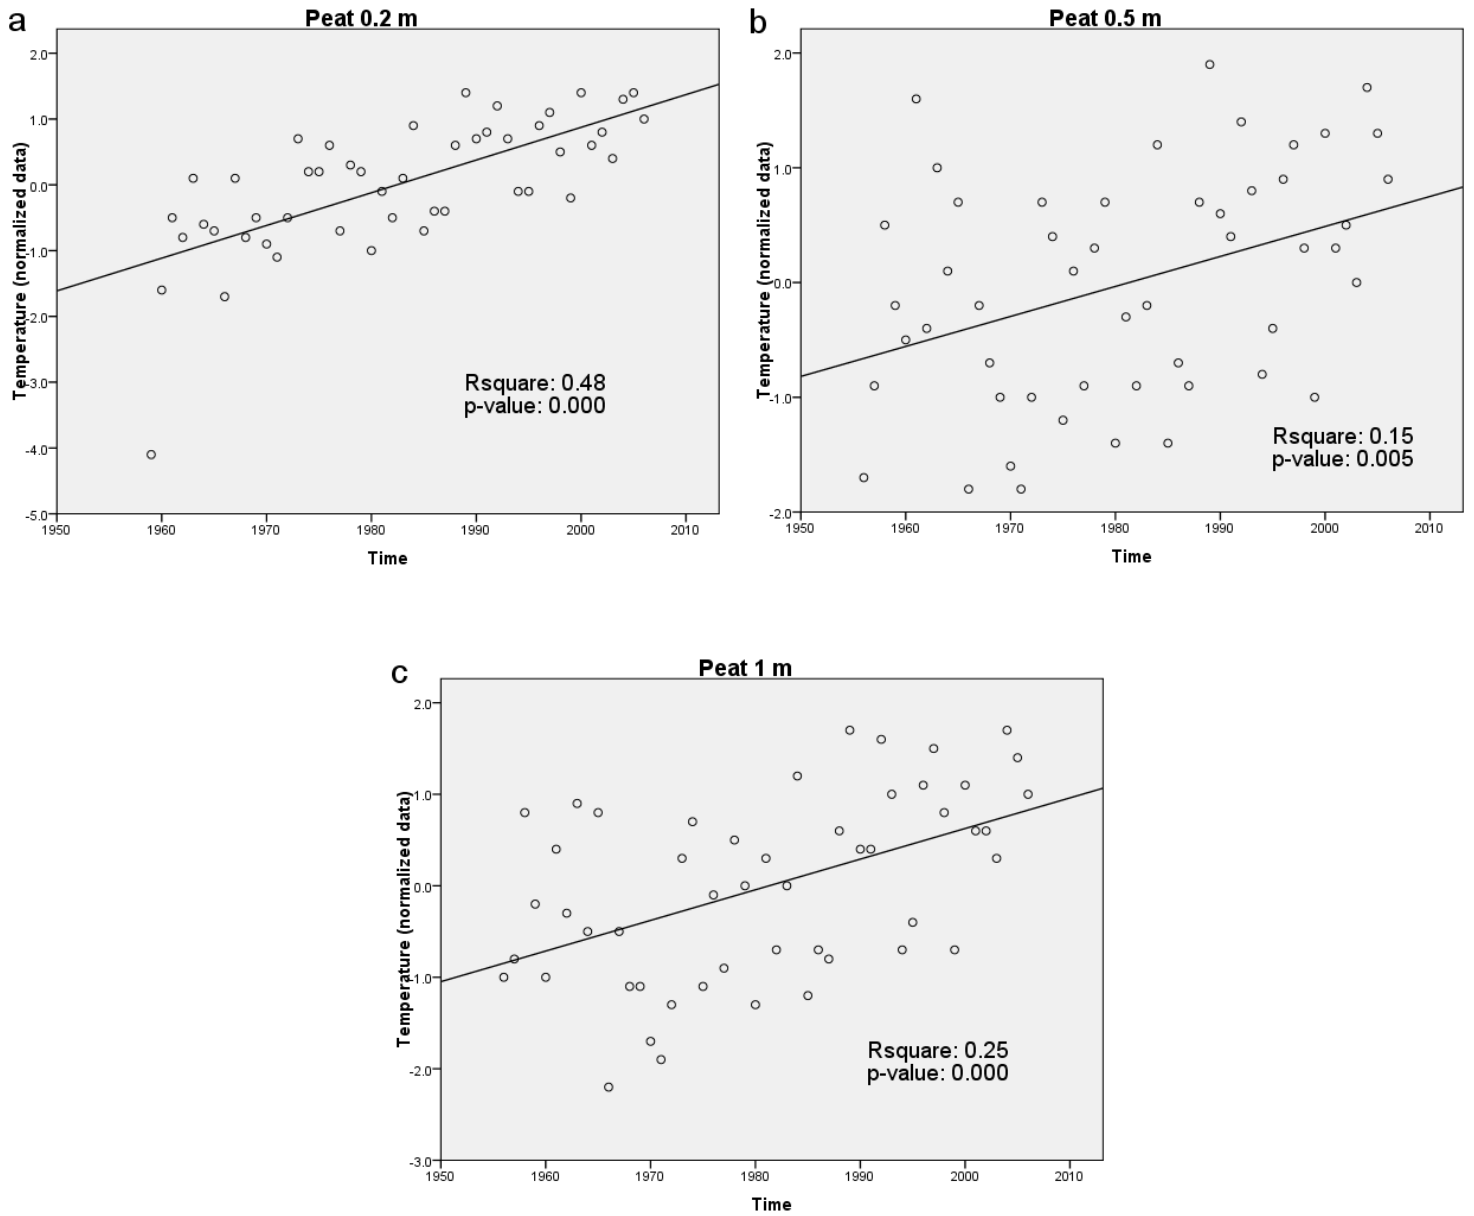 a
Peat 0.2 m
2.0
1.0
0.0
-1.0
-2.0
-3.0
-4.0
-5.0
Temperature (normalized data)
Rsquare: 0.48
p-value: 0.000
1950 1960 1970 1980 1990 2000 2010
Time
b
Peat 0.5 m
2.0
1.0
0.0
-1.0
-2.0
Temperature (normalized data)
Rsquare: 0.15
p-value: 0.005
1950 1960 1970 1980 1990 2000 2010
Time
c
Peat 1 m
2.0
1.0
0.0
-1.0
-2.0
-3.0
Temperature (normalized data)
Rsquare: 0.25
p-value: 0.000
1950 1960 1970 1980 1990 2000 2010
Time